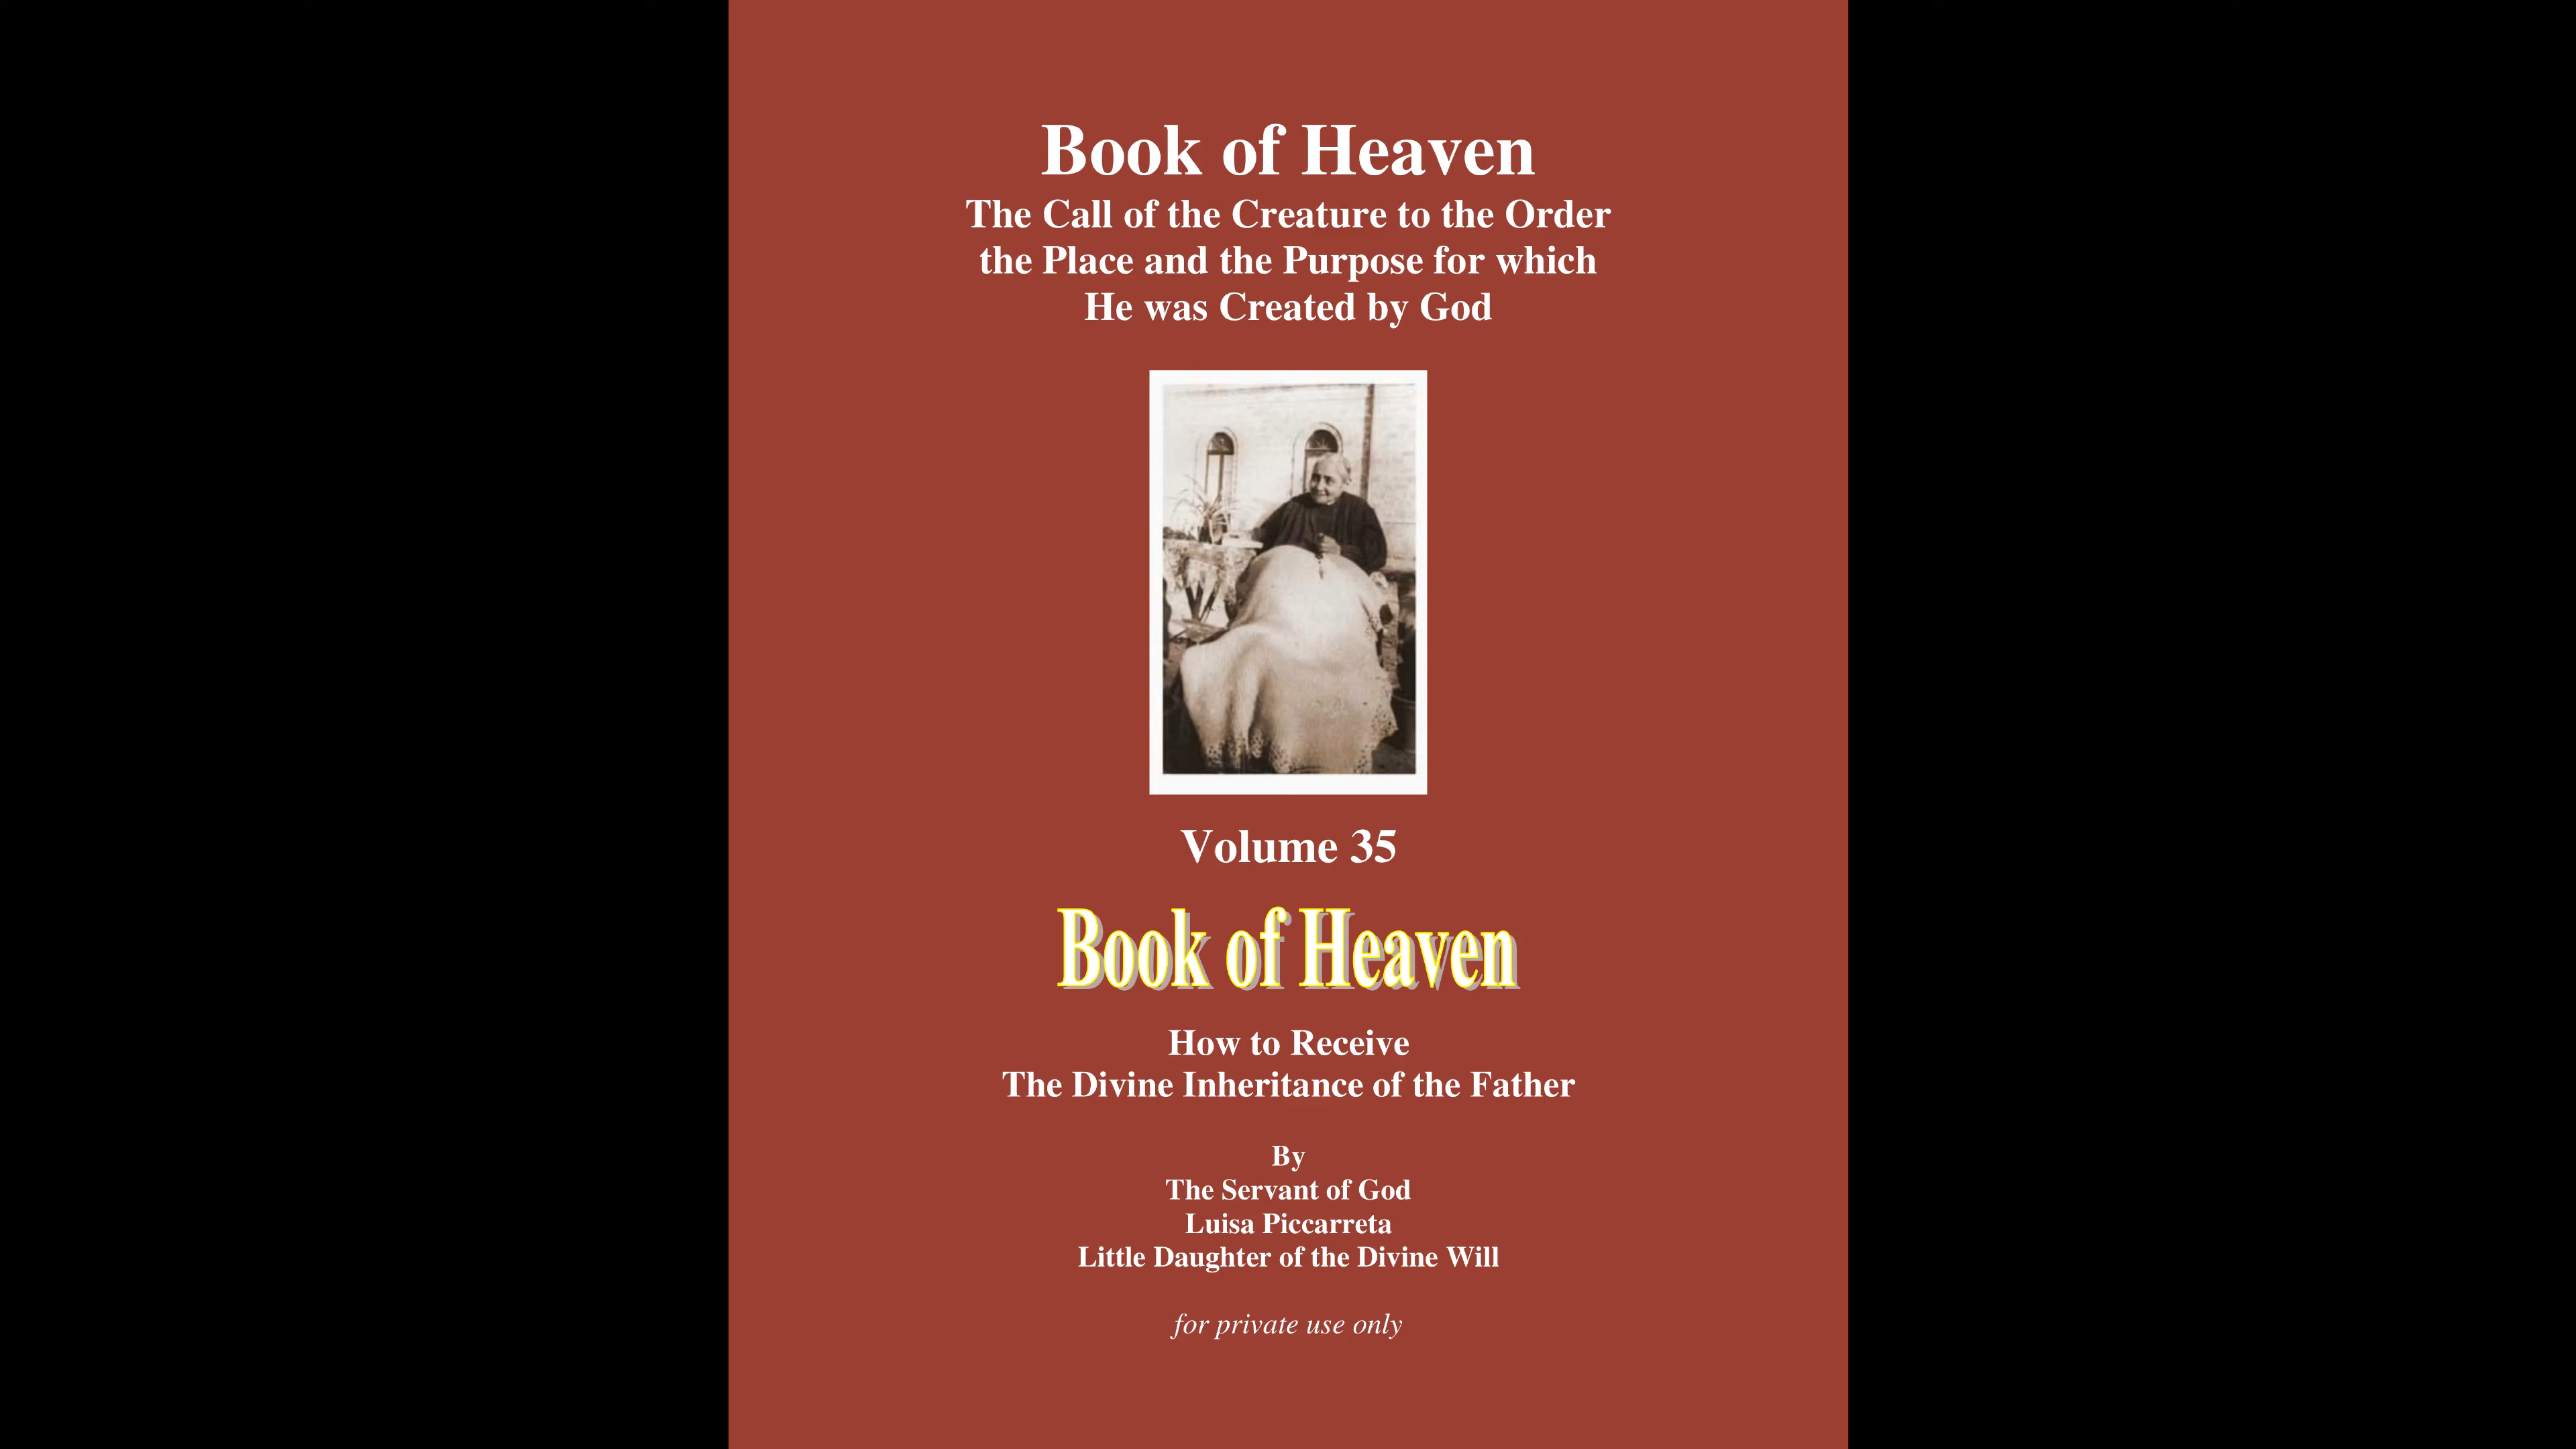 Book of Heaven
The Call of the Creature to the Order
the Place and the Purpose for which
He was Created by God
Volume 35
Book of Heaven
How to Receive
The Divine Inheritance of the Father
By
The Servant of God
Luisa Piccarreta
Little Daughter of the Divine Will
for private use only